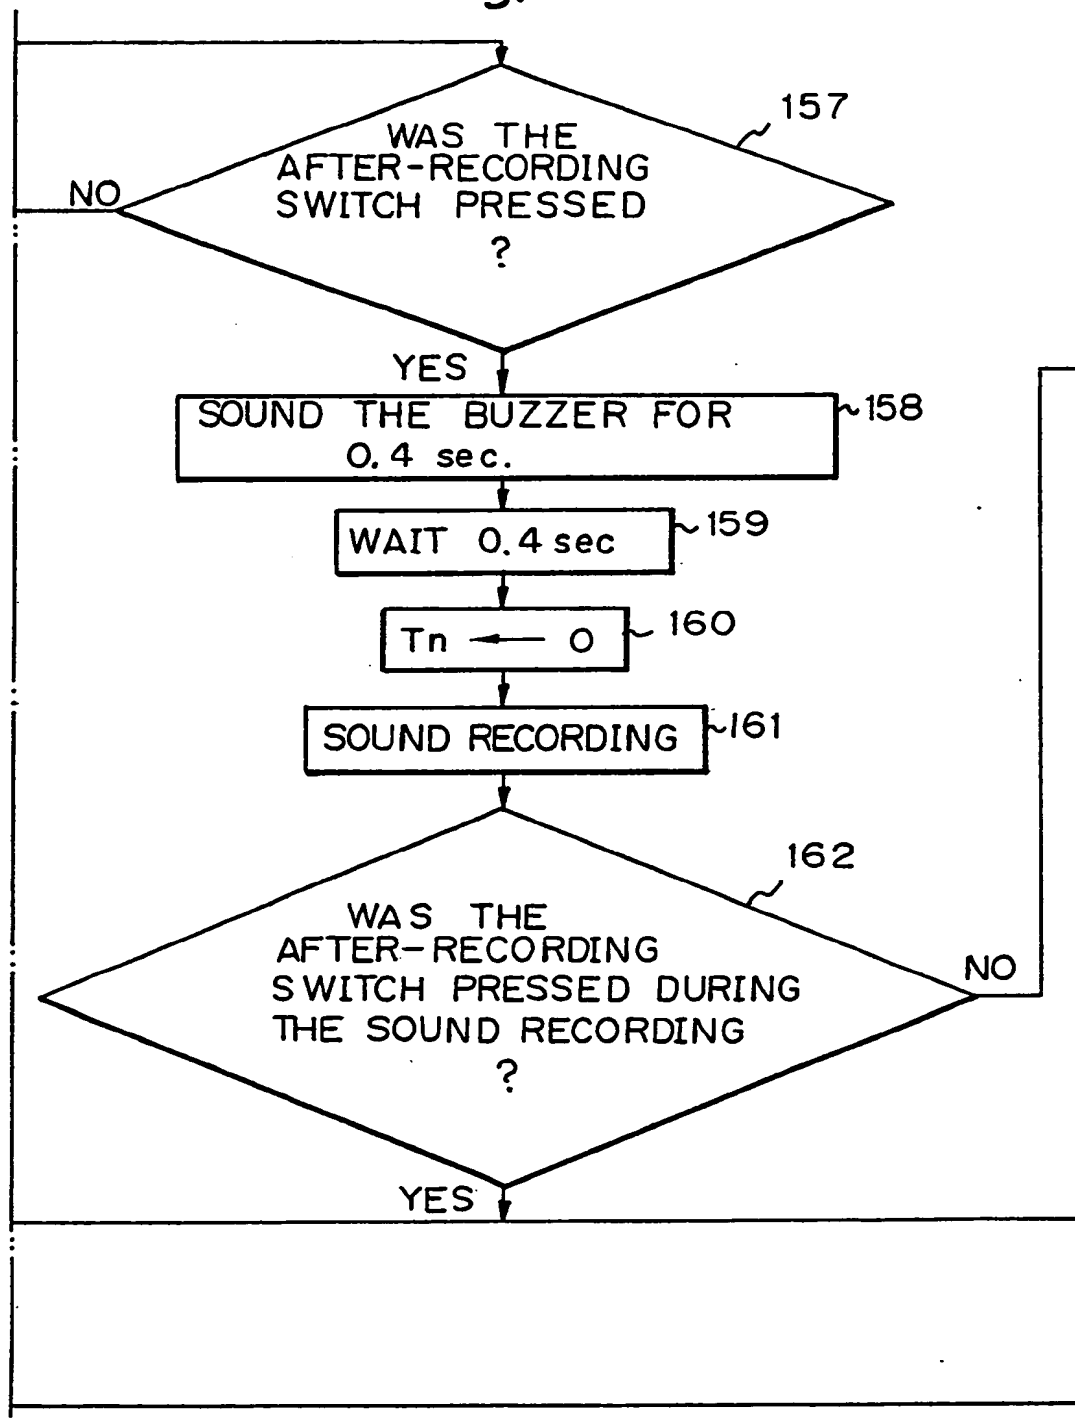 157
WAS THE
AFTER-RECORDING
SWITCH PRESSED
?
NO
YES
SOUND THE BUZZER FOR
0.4 sec.
158
WAIT 0.4 sec
159
Tn ← 0
160
SOUND RECORDING
161
162
WAS THE
AFTER-RECORDING
SWITCH PRESSED DURING
THE SOUND RECORDING
?
NO
YES